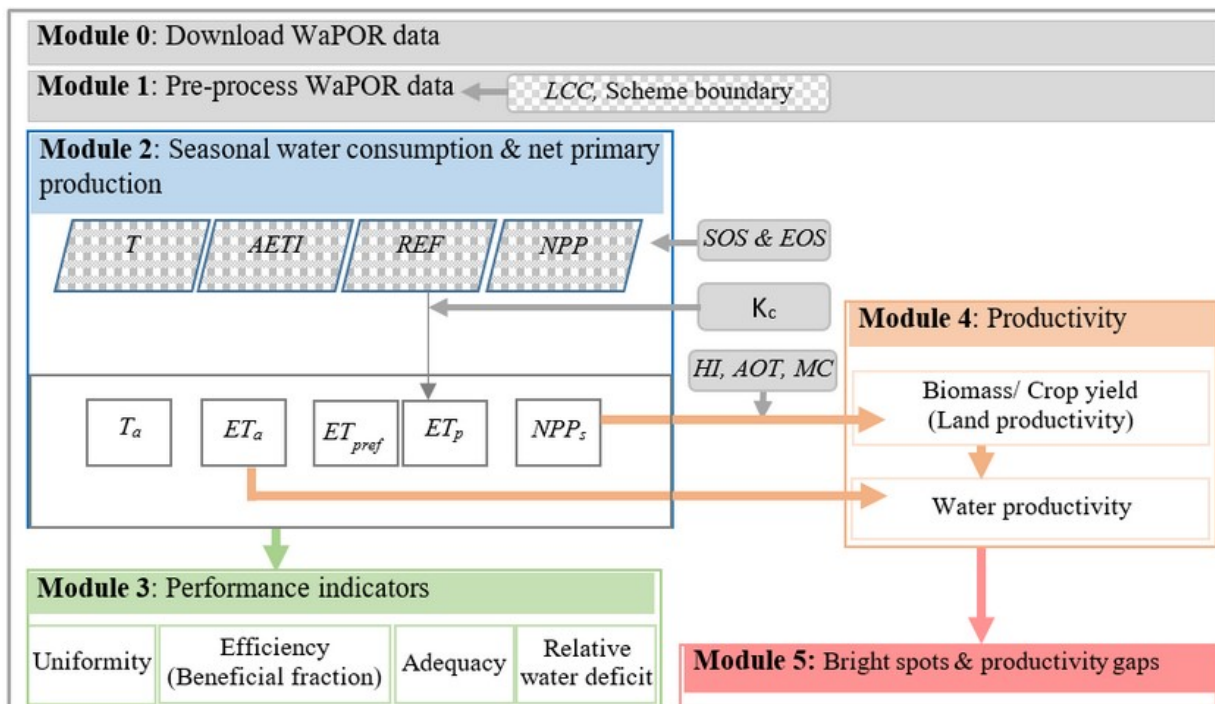 Module 0: Download WaPOR data
Module 1: Pre-process WaPOR data
LCC, Scheme boundary
Module 2: Seasonal water consumption & net primary
production
T
AETI
REF
NPP
SOS & EOS
Kc
HI, AOT, MC
Ta
ETa
ETpref
ETp
NPPs
Module 4: Productivity
Biomass/ Crop yield
(Land productivity)
Water productivity
Module 3: Performance indicators
Uniformity
Efficiency
(Beneficial fraction)
Adequacy
Relative
water deficit
Module 5: Bright spots & productivity gaps